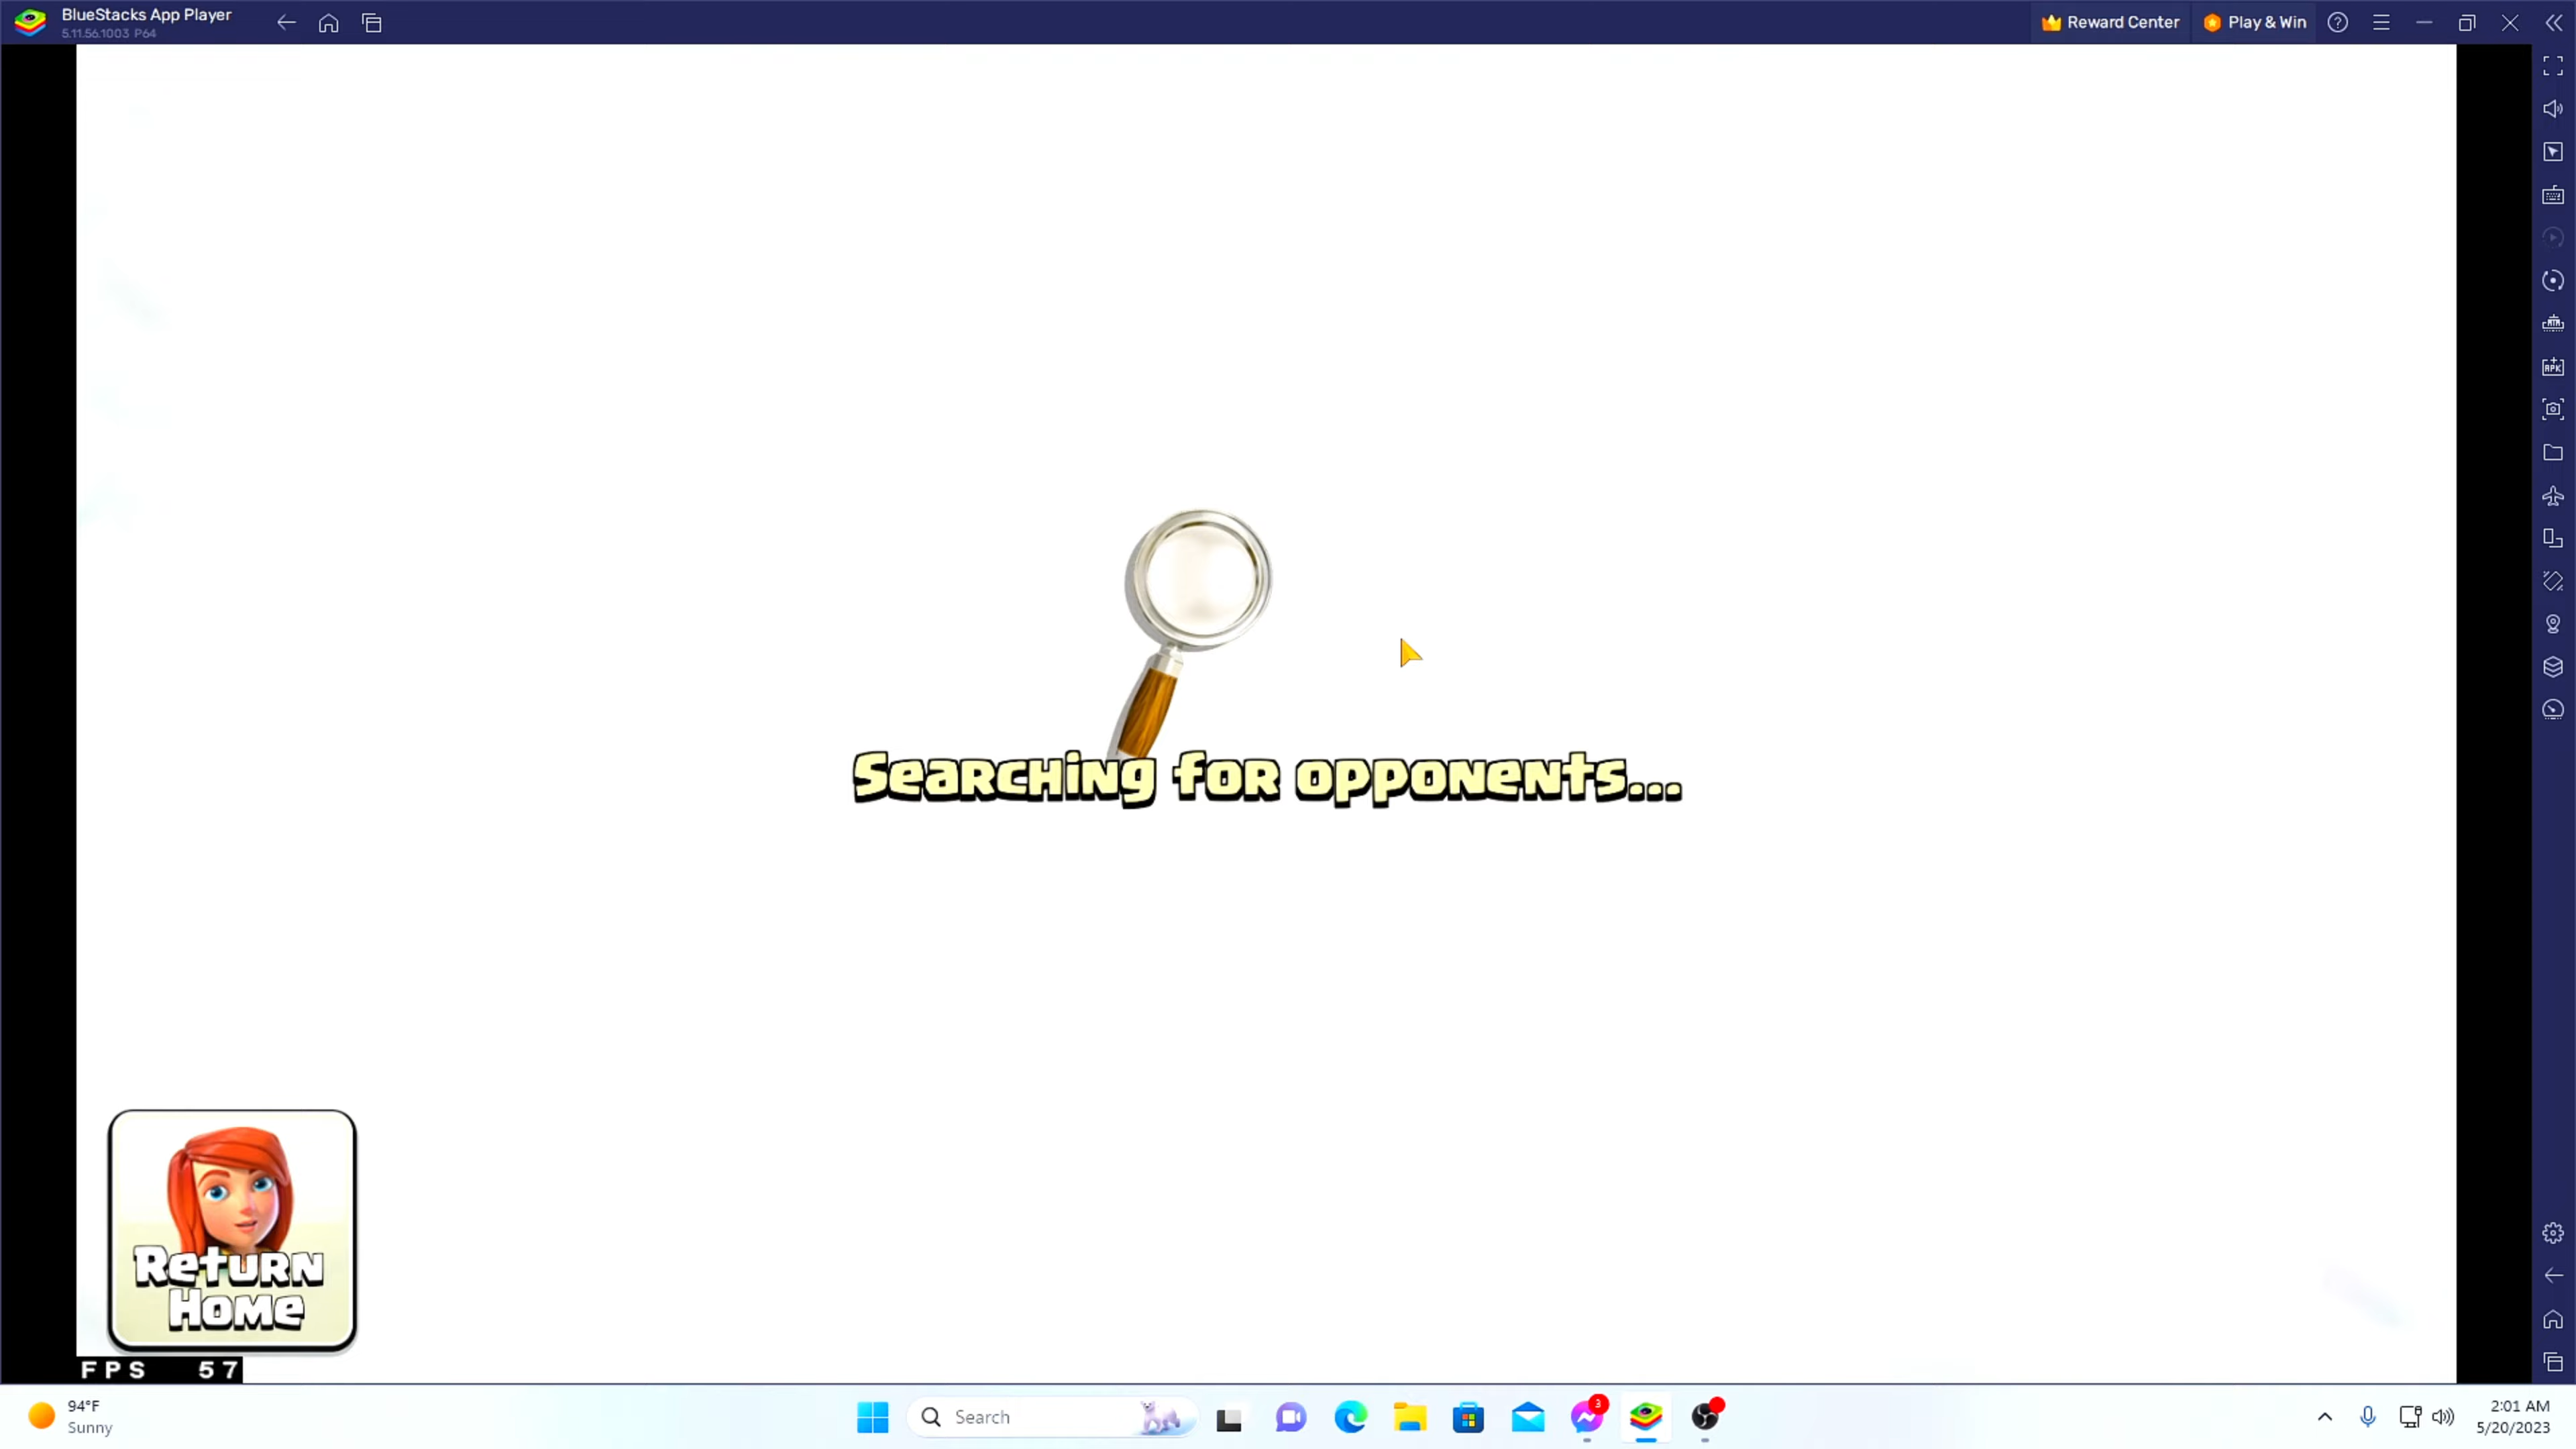 BlueStacks App Player
5.11.56.1003 P64
Reward Center
Play & Win
Searching for opponents...
Return
Home
FPS 57
94°F
Sunny
Search
3
2:01 AM
5/20/2023